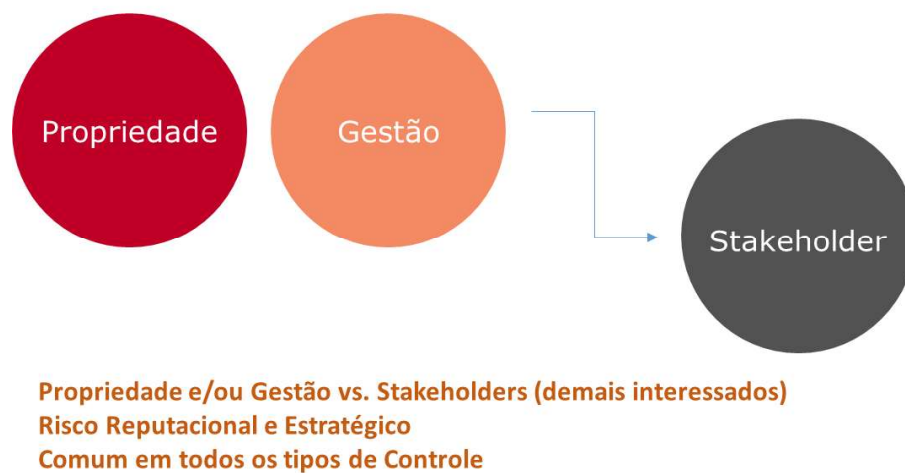 Propriedade
Gestão
Stakeholder
Propriedade e/ou Gestão vs. Stakeholders (demais interessados)
Risco Reputacional e Estratégico
Comum em todos os tipos de Controle